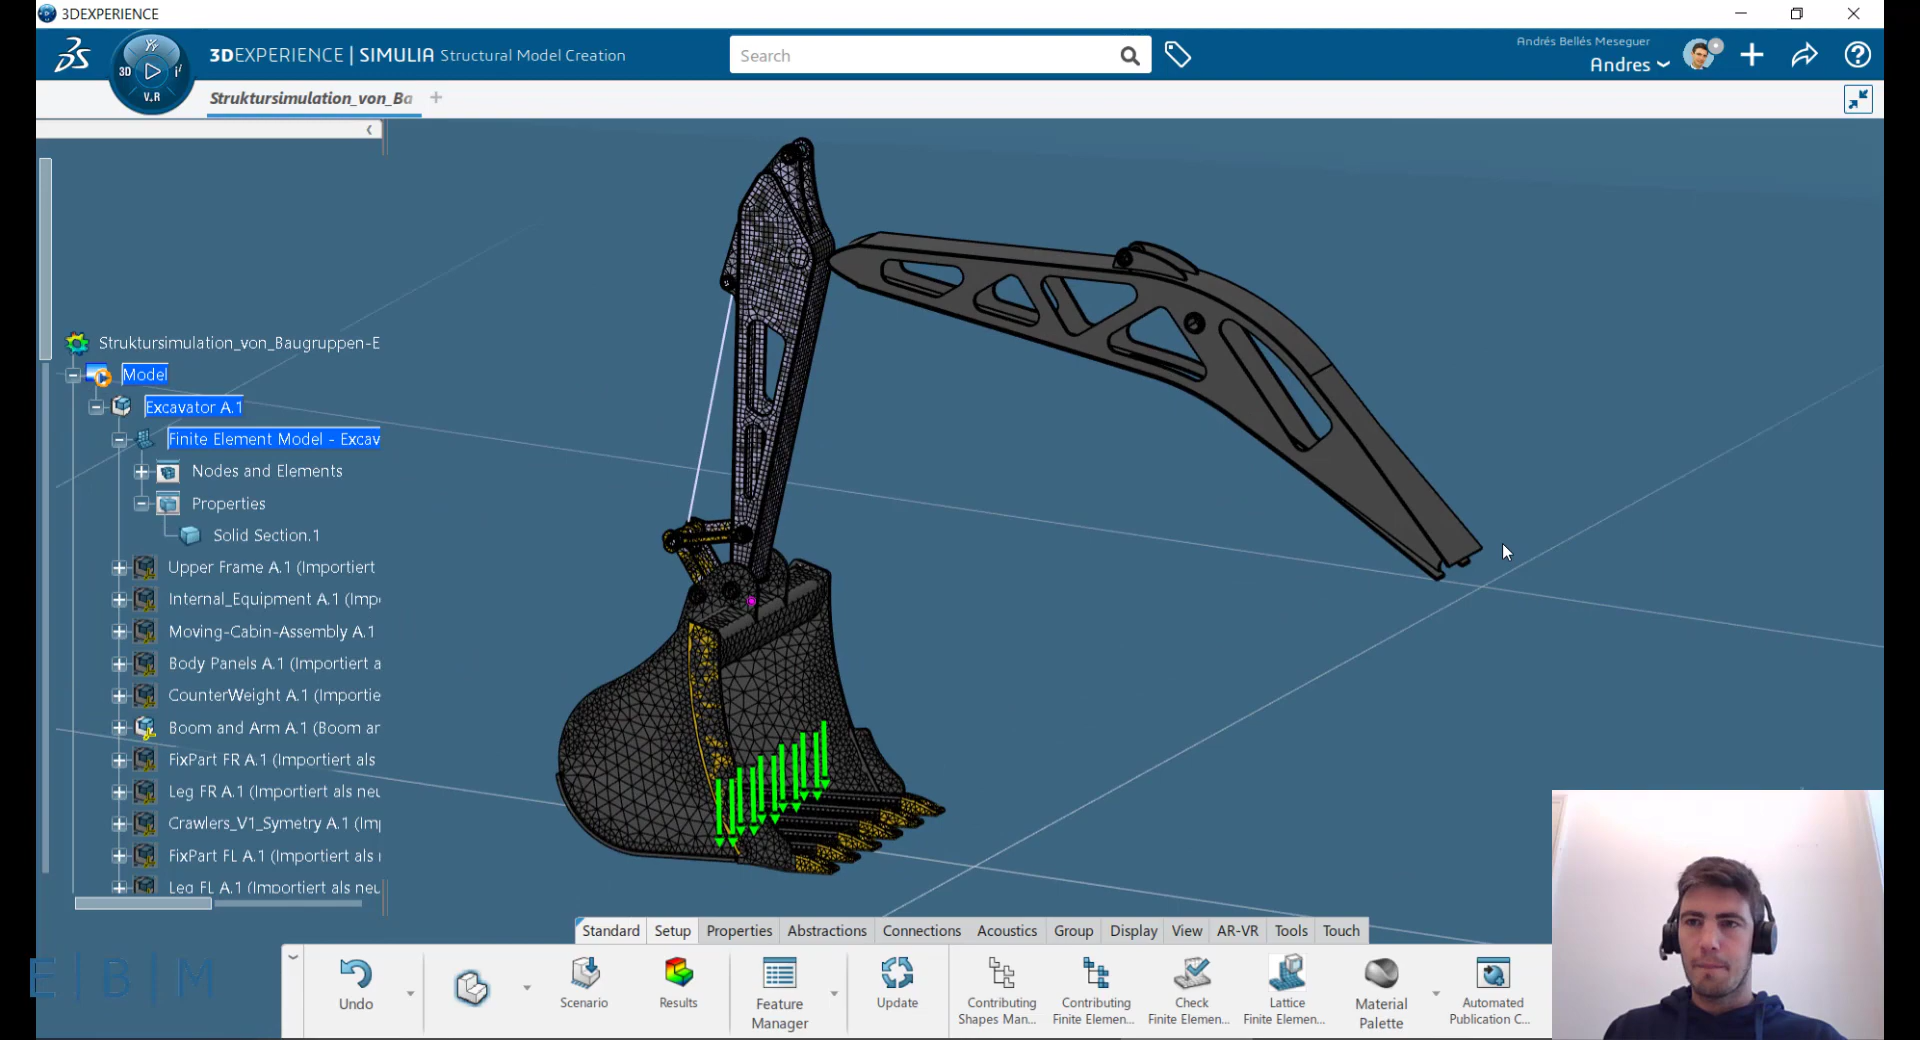 3DEXPERIENCE
3DEXPERIENCE | SIMULIA Structural Model Creation
Search
Andrés Bellés Meseguer
Andres
3D
V.R
Struktursimulation_von_Ba
Struktursimulation_von_Baugruppen-E
Model
Excavator A.1
Finite Element Model - Excav
Nodes and Elements
Properties
Solid Section.1
Upper Frame A.1 (Importiert
Internal_Equipment A.1 (Imp
Moving-Cabin-Assembly A.1
Body Panels A.1 (Importiert a
CounterWeight A.1 (Importie
Boom and Arm A.1 (Boom ar
FixPart FR A.1 (Importiert als
Leg FR A.1 (Importiert als neu
Crawlers_V1_Symetry A.1 (Im
FixPart FL A.1 (Importiert als
Leg FL A.1 (Importiert als neu
Standard Setup Properties Abstractions Connections Acoustics Group Display View AR-VR Tools Touch
Undo
Scenario
Results
Feature
Manager
Update
Contributing
Shapes Man...
Contributing
Finite Elemen...
Check
Finite Elemen...
Lattice
Finite Elemen...
Material
Palette
Automated
Publication C...
E|B|M